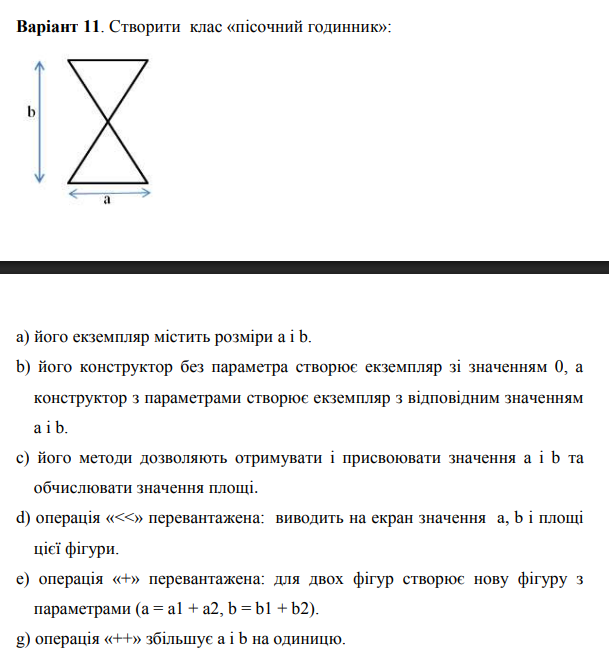 Варіант 11. Створити клас «пісочний годинник»:
b
a
a) його екземпляр містить розміри a і b.
b) його конструктор без параметра створює екземпляр зі значенням 0, а
конструктор з параметрами створює екземпляр з відповідним значенням
a і b.
c) його методи дозволяють отримувати і присвоювати значення a і b та
обчислювати значення площі.
d) операція «<<» перевантажена: виводить на екран значення a, b і площі
цієї фігури.
e) операція «+» перевантажена: для двох фігур створює нову фігуру з
параметрами (a = a1 + a2, b = b1 + b2).
g) операція «++» збільшує a і b на одиницю.